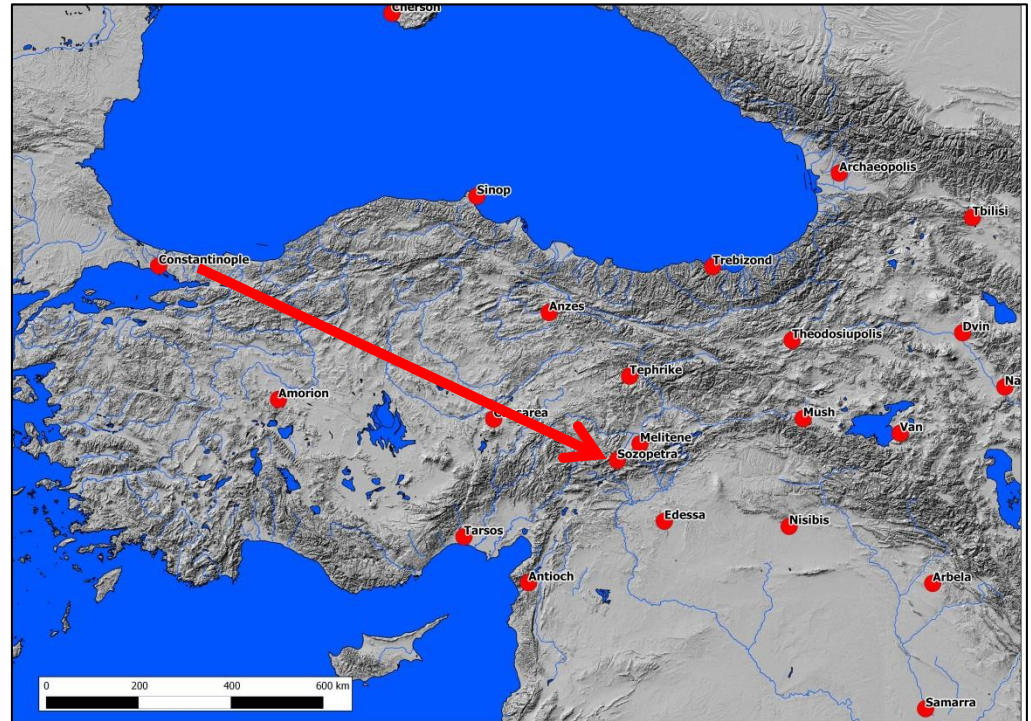 Cherson
Archaeopolis
Sinop
Tbilisi
Constantinople
Trebizond
Anzes
Dvin
Theodosiupolis
Tephrike
Na
Amorion
Mush
Van
Melitene
Sozopetra
Edessa
Nisibis
Tarsos
Antioch
Arbela
0 200 400 600 km
Samarra